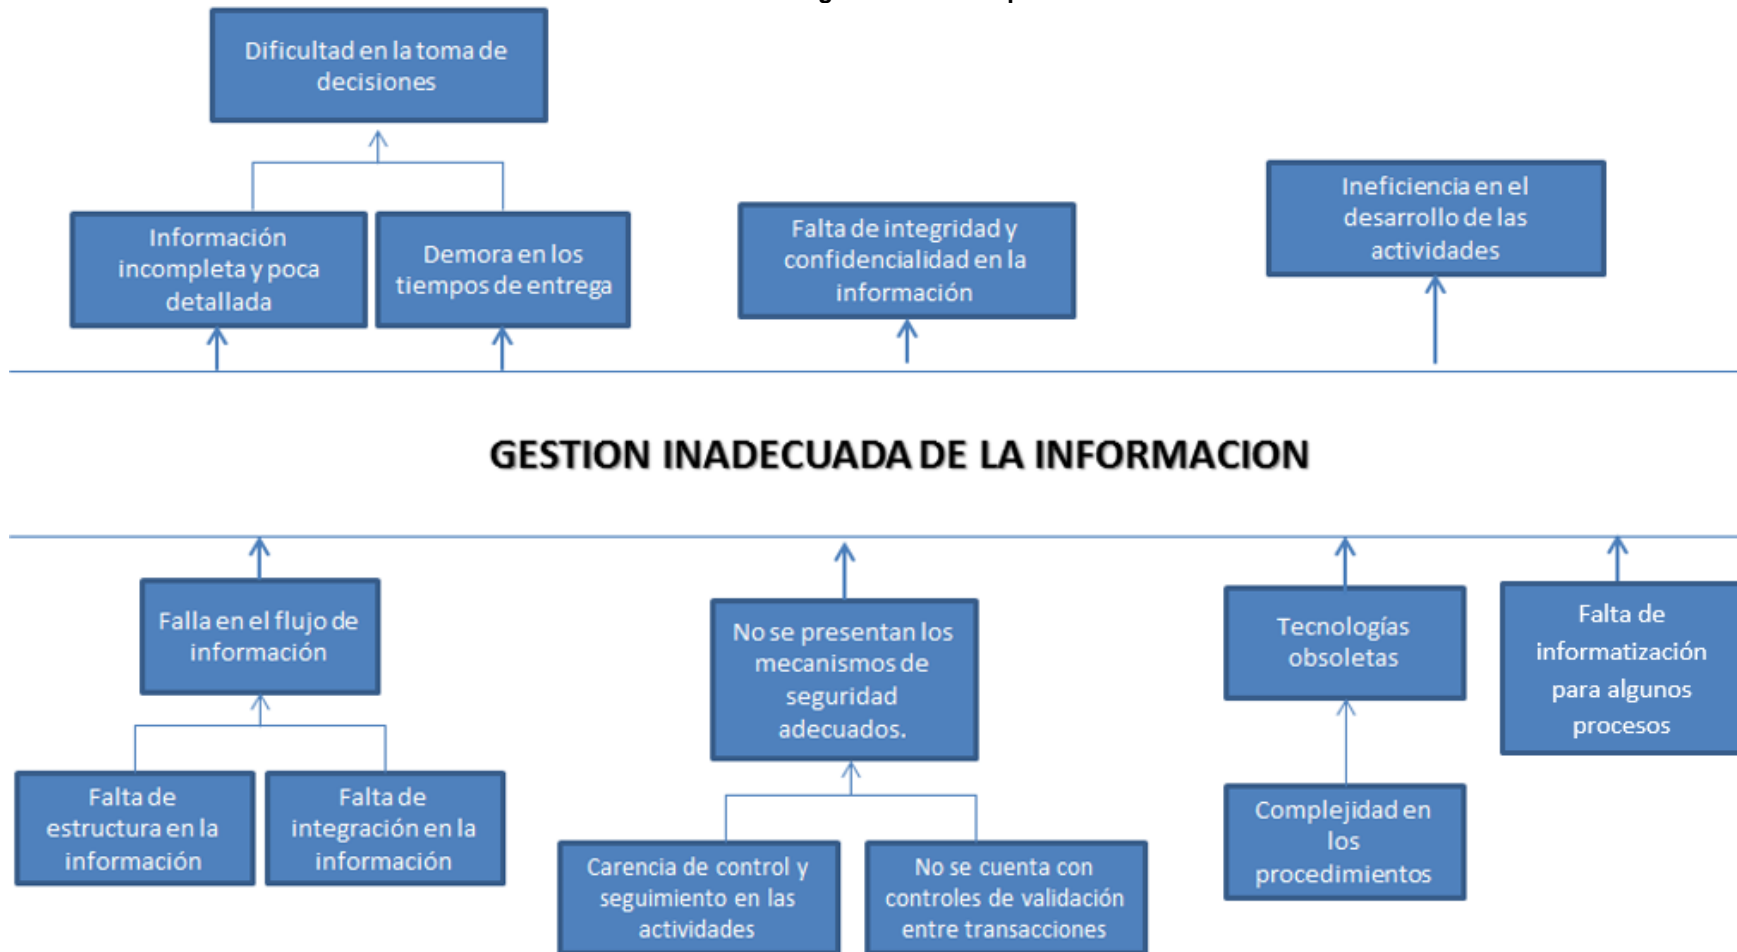 Dificultad en la toma de
decisiones
Información
incompleta y poca
detallada
Demora en los
tiempos de entrega
Falta de integridad y
confidencialidad en la
información
Ineficiencia en el
desarrollo de las
actividades
GESTION INADECUADA DE LA INFORMACION
Falla en el flujo de
información
No se presentan los
mecanismos de
seguridad
adecuados.
Tecnologías
obsoletas
Falta de
informatización
para algunos
procesos
Falta de
estructura en la
información
Falta de
integración en la
información
Carencia de control y
seguimiento en las
actividades
No se cuenta con
controles de validación
entre transacciones
Complejidad en
los
procedimientos